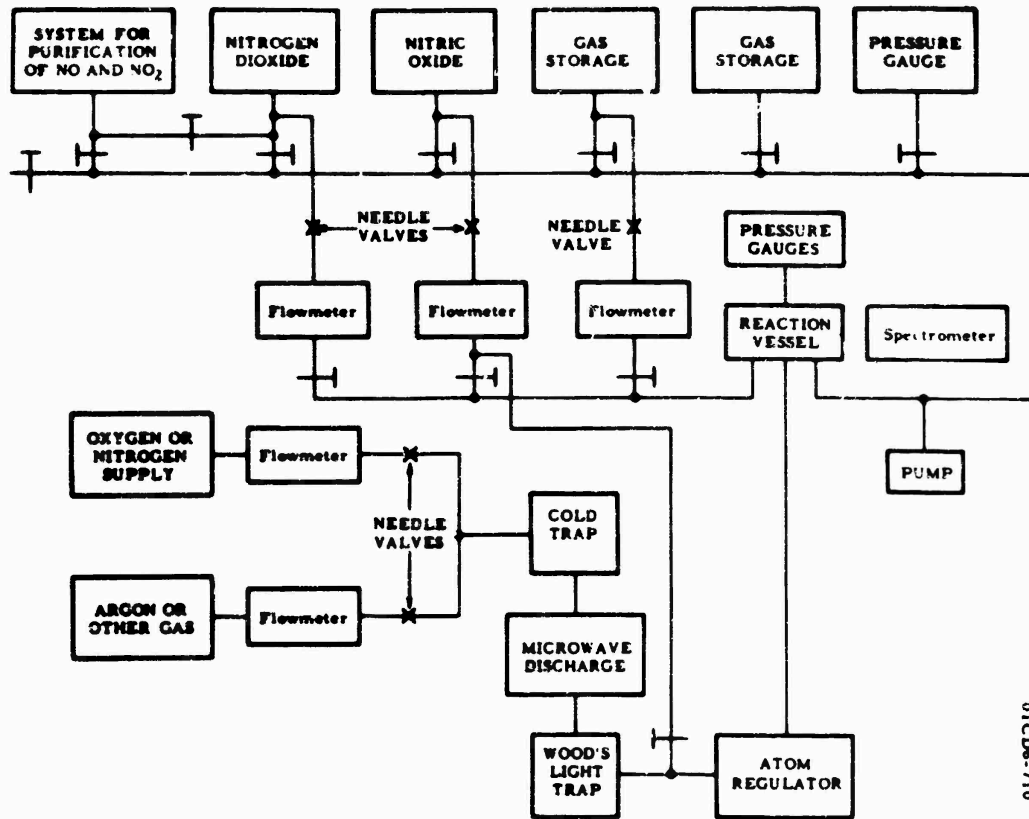 SYSTEM FOR
PURIFICATION
OF NO AND NO2
NITROGEN
DIOXIDE
NITRIC
OXIDE
GAS
STORAGE
GAS
STORAGE
PRESSURE
GAUGE
NEEDLE
VALVES
NEEDLE
VALVE
PRESSURE
GAUGES
Flowmeter
Flowmeter
Flowmeter
REACTION
VESSEL
Spectrometer
OXYGEN OR
NITROGEN
SUPPLY
Flowmeter
PUMP
NEEDLE
VALVES
COLD
TRAP
ARGON OR
OTHER GAS
Flowmeter
MICROWAVE
DISCHARGE
WOOD'S
LIGHT
TRAP
ATOM
REGULATOR